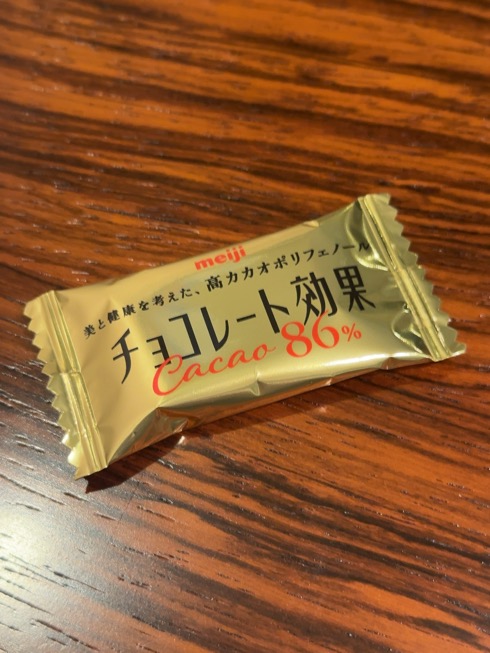 meiji
美と健康を考えた、高カカオポリフェノール
チョコレート効果
Cacao 86%